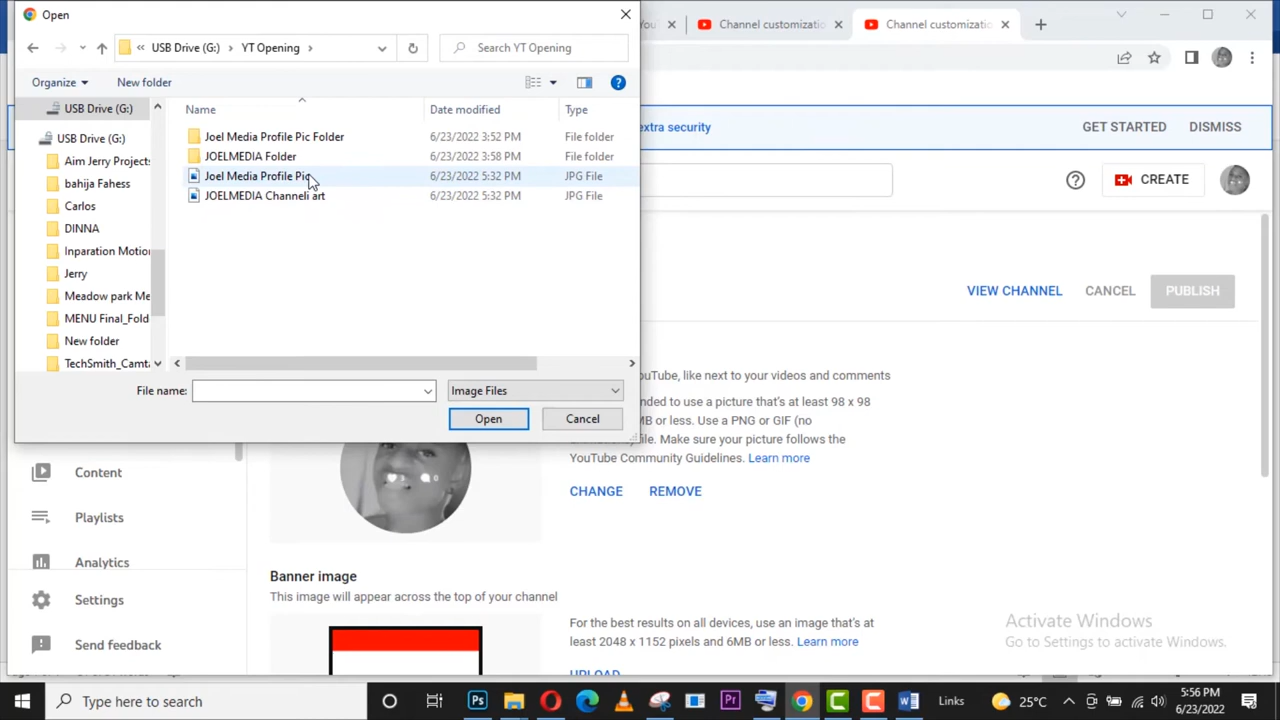 Open
You
Channel customizatio
Channel customizatio
USB Drive (G:)
YT Opening
Search YT Opening
Organize
New folder
extra security
GET STARTED
DISMISS
USB Drive (G:)
USB Drive (G:)
Aim Jerry Projects
bahija Fahess
Carlos
DINNA
Inparation Motion
Jerry
Meadow park Me
MENU Final_Fold
New folder
TechSmith_Camta
Name
Date modified
Type
Joel Media Profile Pic Folder
6/23/2022 3:52 PM
File folder
JOELMEDIA Folder
6/23/2022 3:58 PM
File folder
Joel Media Profile Pic
6/23/2022 5:32 PM
JPG File
JOELMEDIA Channeli art
6/23/2022 5:32 PM
JPG File
File name:
Image Files
Open
Cancel
CREATE
VIEW CHANNEL
CANCEL
PUBLISH
uTube, like next to your videos and comments
nded to use a picture that's at least 98 x 98
MB or less. Use a PNG or GIF (no
file. Make sure your picture follows the
YouTube Community Guidelines. Learn more
CHANGE
REMOVE
Content
Playlists
Analytics
Settings
Send feedback
Banner image
This image will appear across the top of your channel
For the best results on all devices, use an image that's at
least 2048 x 1152 pixels and 6MB or less. Learn more
UPLOAD
Activate Windows
Go to Settings to activate Windows.
Type here to search
Ps
Pr
Links
25°C
5:56 PM
6/23/2022